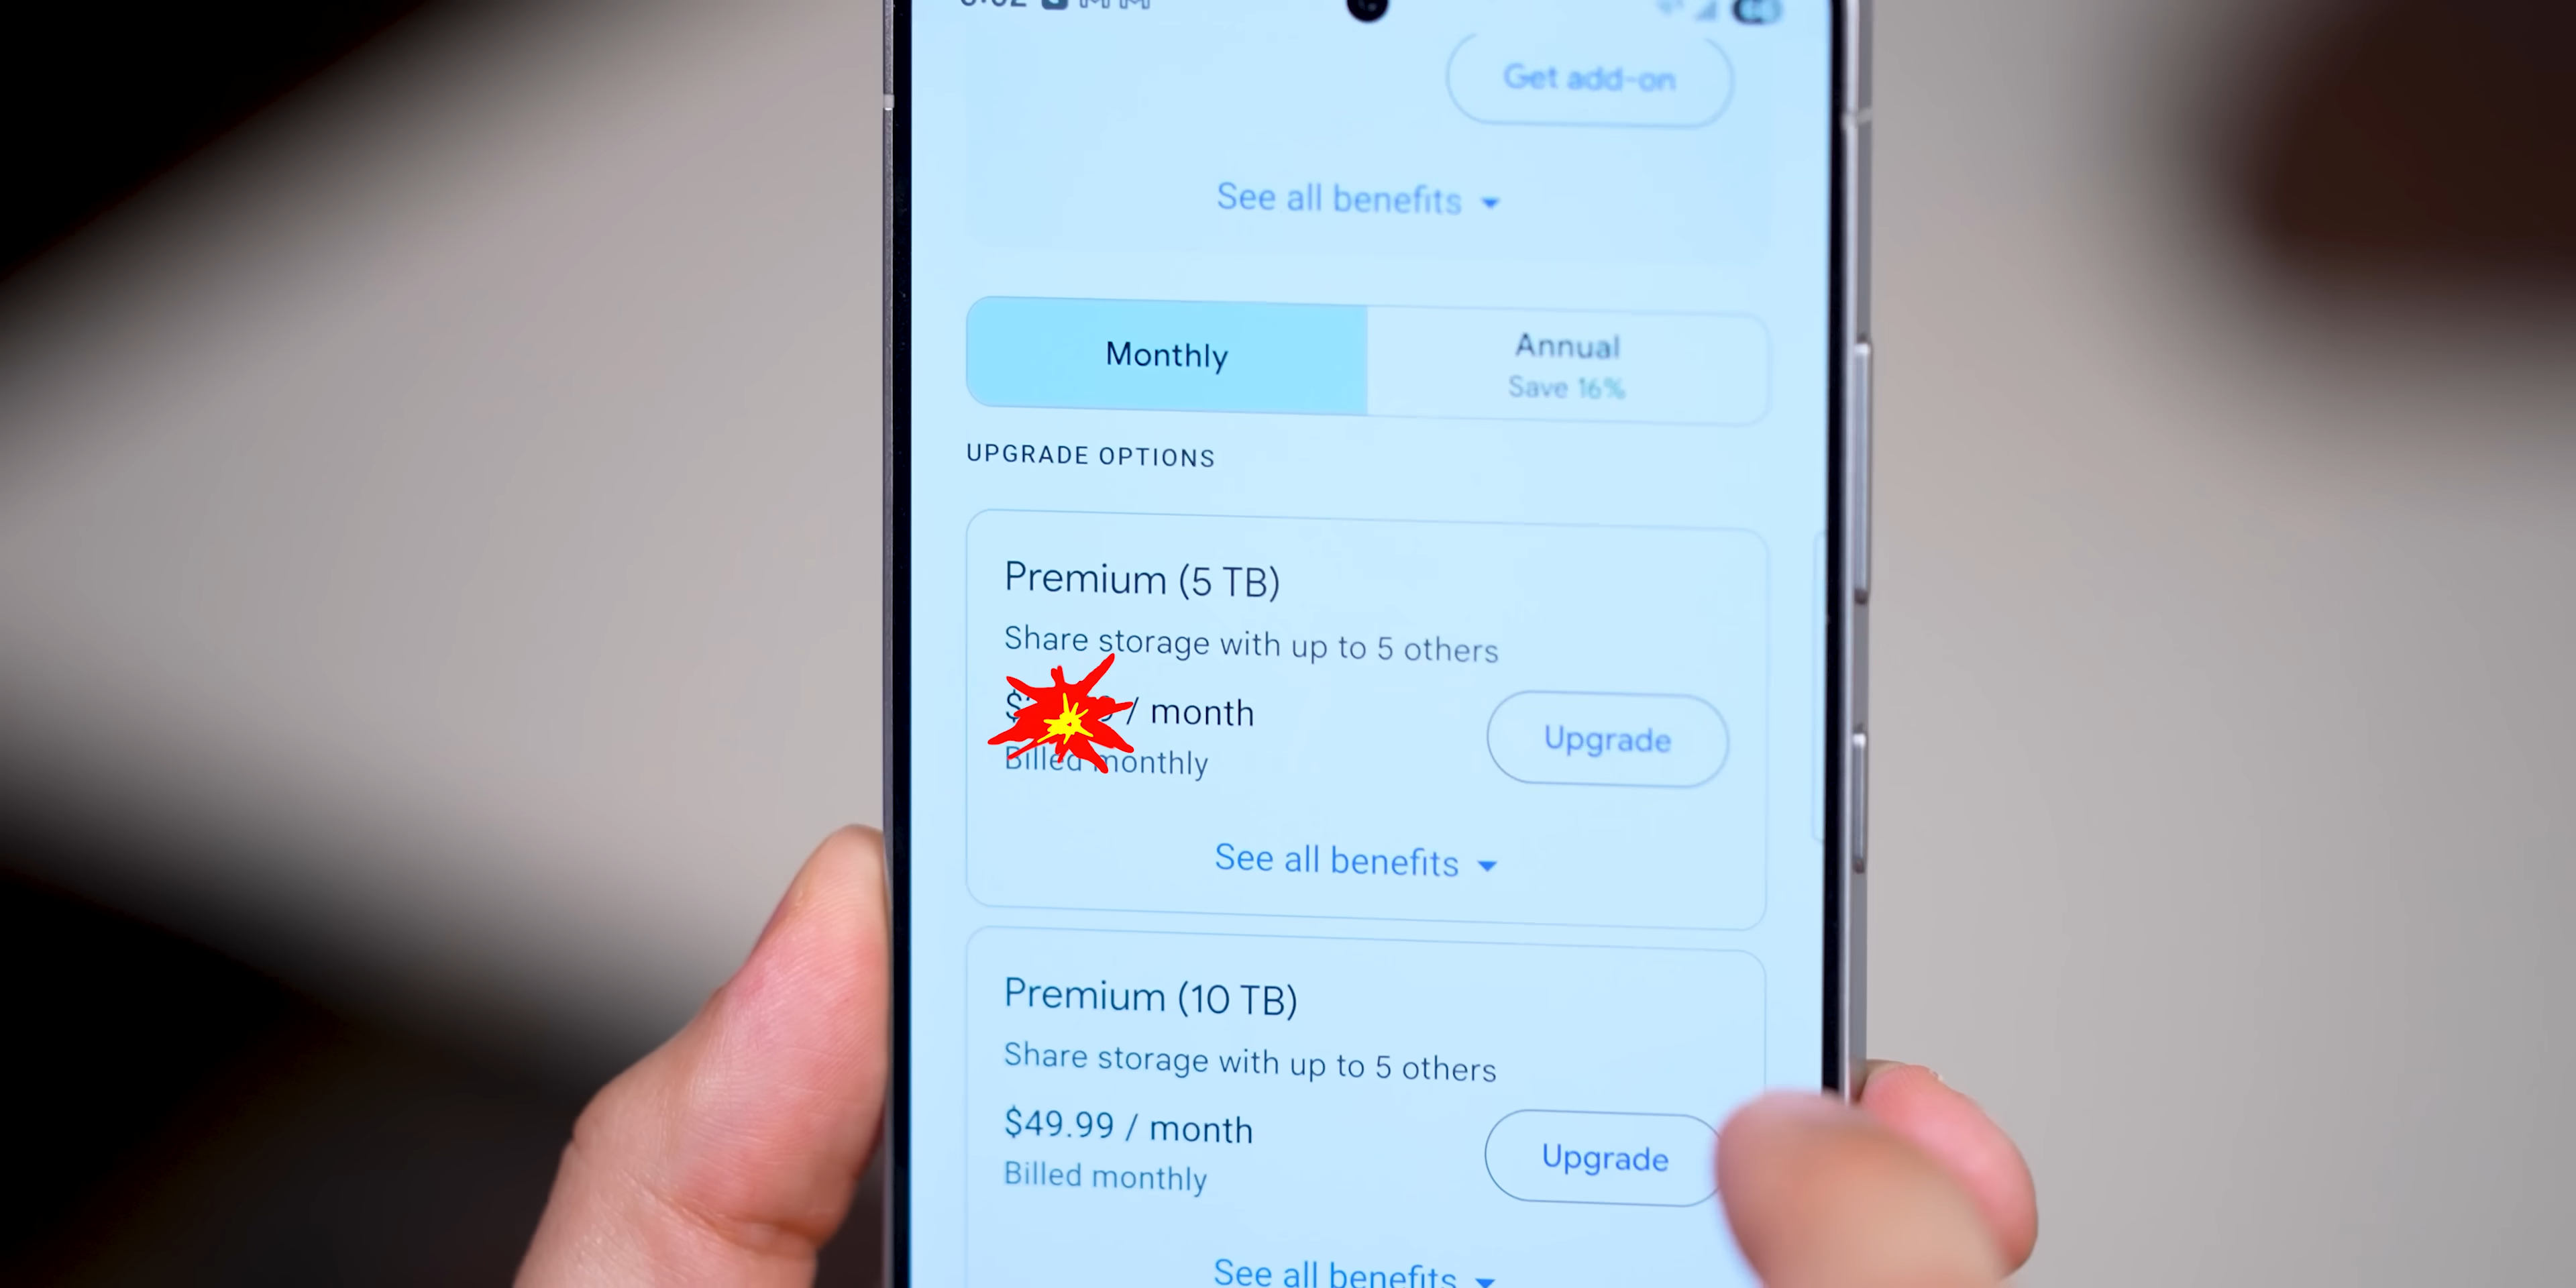 Get add-on
See all benefits
Monthly
Annual
Save 16%
UPGRADE OPTIONS
Premium (5 TB)
Share storage with up to 5 others
/ month
Billed monthly
Upgrade
See all benefits
Premium (10 TB)
Share storage with up to 5 others
$49.99 / month
Billed monthly
Upgrade
See all benefits